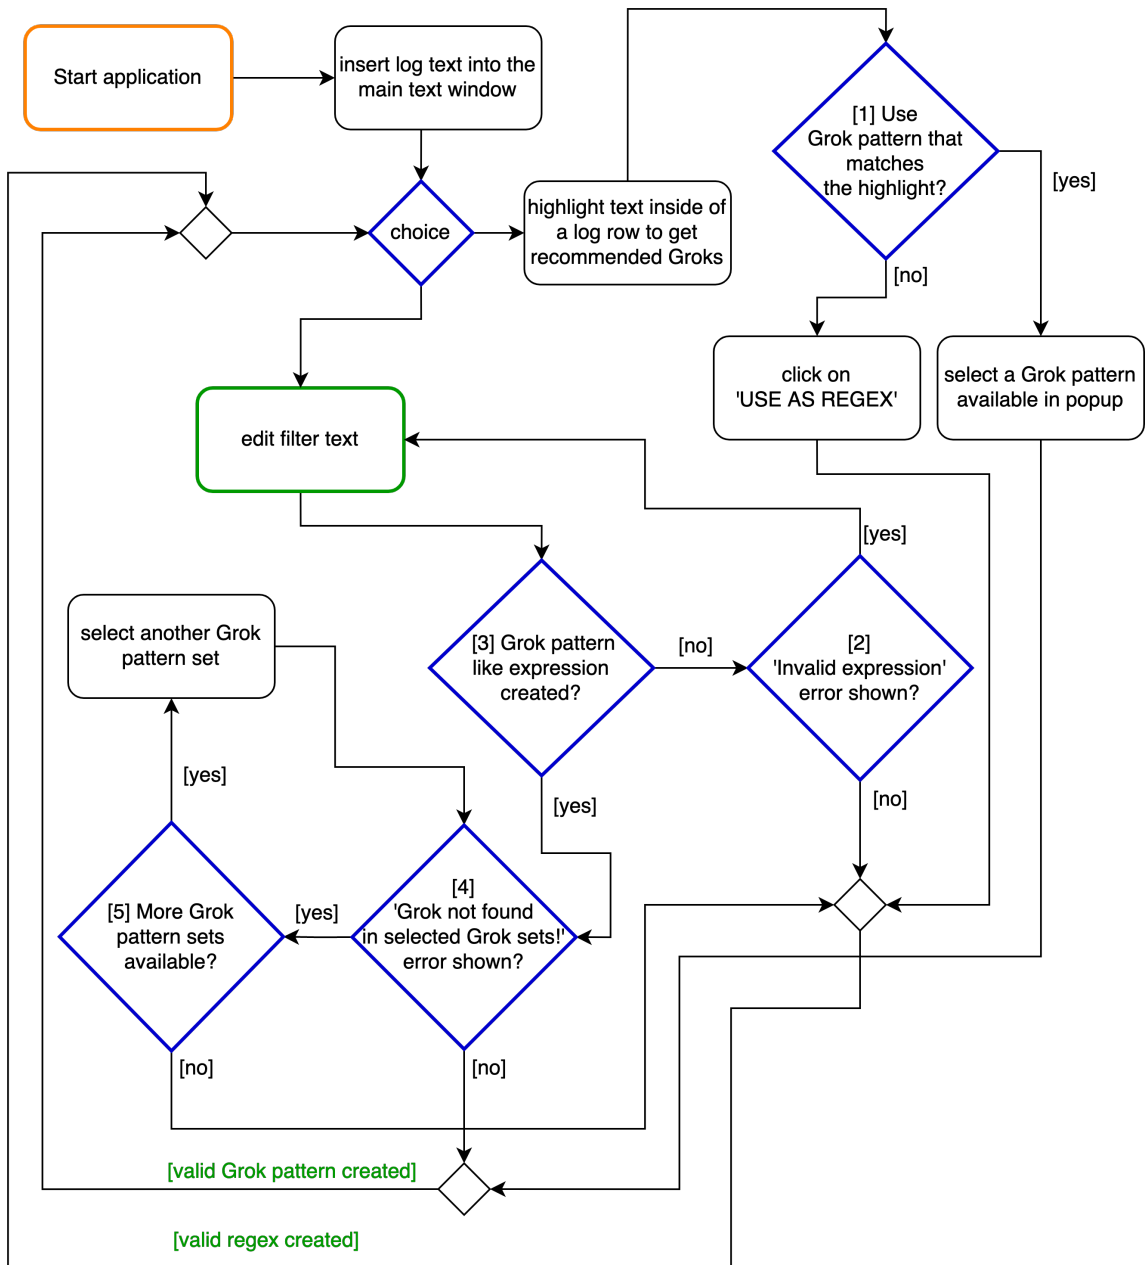 Start application
insert log text into the
main text window
[1] Use
Grok pattern that
matches
the highlight?
[yes]
choice
highlight text inside of
a log row to get
recommended Groks
[no]
click on
'USE AS REGEX'
select a Grok pattern
available in popup
edit filter text
[yes]
select another Grok
pattern set
[3] Grok pattern
like expression
created?
[no]
[2]
'Invalid expression'
error shown?
[yes]
[yes]
[no]
[5] More Grok
pattern sets
available?
[yes]
[4]
'Grok not found
in selected Grok sets!'
error shown?
[no]
[no]
[valid Grok pattern created]
[valid regex created]